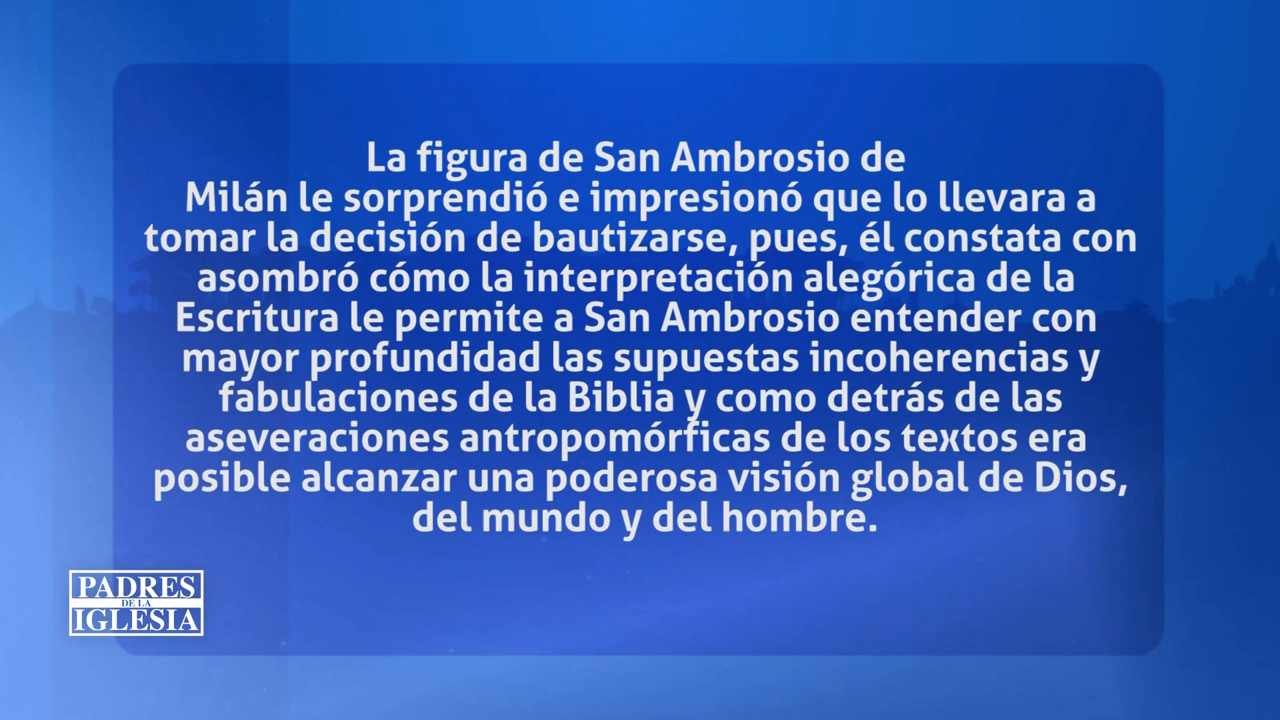 La figura de San Ambrosio de
Milán le sorprendió e impresionó que lo llevara a
tomar la decisión de bautizarse, pues, él constata con
asombró cómo la interpretación alegórica de la
Escritura le permite a San Ambrosio entender con
mayor profundidad las supuestas incoherencias y
fabulaciones de la Biblia y como detrás de las
aseveraciones antropomórficas de los textos era
posible alcanzar una poderosa visión global de Dios,
del mundo y del hombre.
PADRES
DE LA
IGLESIA